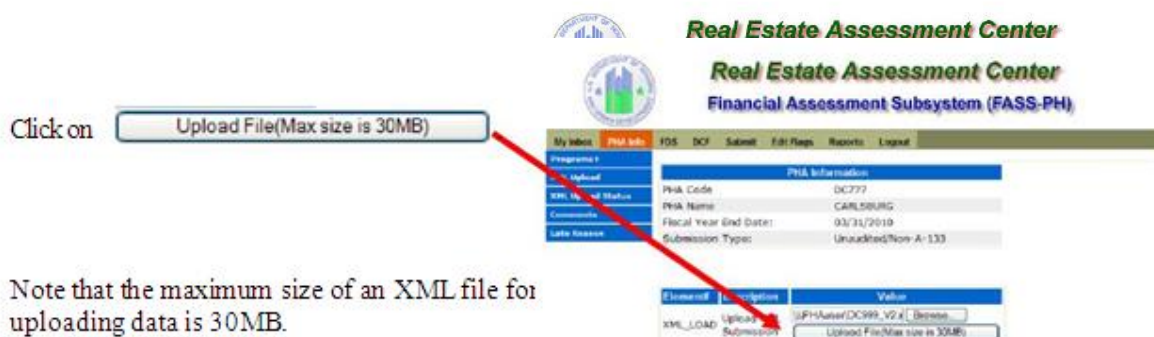 Real Estate Assessment Center
Real Estate Assessment Center
Financial Assessment Subsystem (FASS-PH)
Click on Upload File(Max size is 30MB)
My Inbox PHA Info FDS DCF Submit Edit Flags Reports Logout
Programs
Upload
XML Upload Status
Comments
Late Reason
PHA Information
PHA Code DC777
PHA Name CARLSBURG
Fiscal Year End Date: 03/31/2010
Submission Type: Unaudited/Non-A-133
Note that the maximum size of an XML file for
uploading data is 30MB.
Element# Description Value
XML_LOAD Upload Browse...
Submission Upload File(Max size is 30MB)